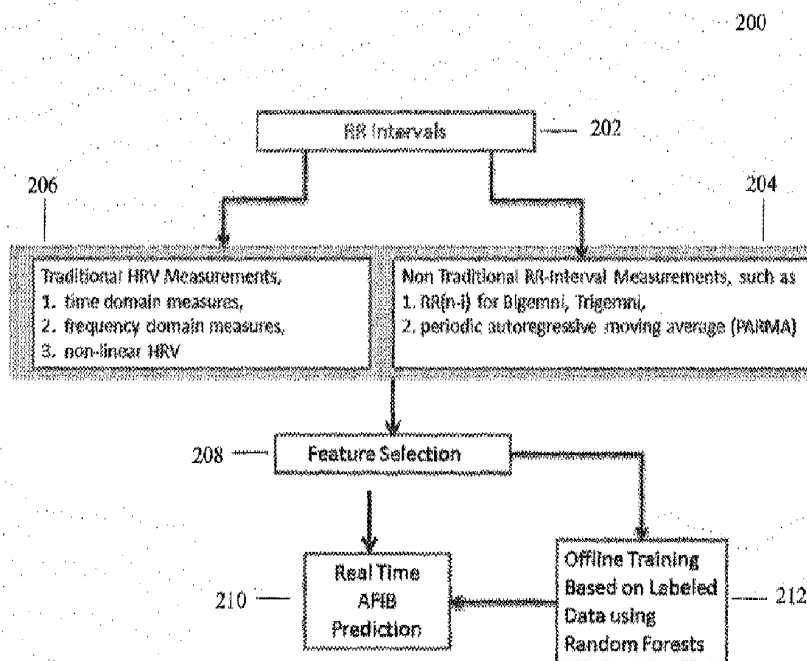 200
RR Intervals
202
206
204
Traditional HRV Measurements,
1. time domain measures,
2. frequency domain measures,
3. non-linear HRV
Non Traditional RR-Interval Measurements, such as
1. RR(n-i) for Bigemni, Trigemni,
2. periodic autoregressive moving average (PARMA)
208
Feature Selection
210
Real Time
AFIB
Prediction
Offline Training
Based on Labeled
Data using
Random Forests
212